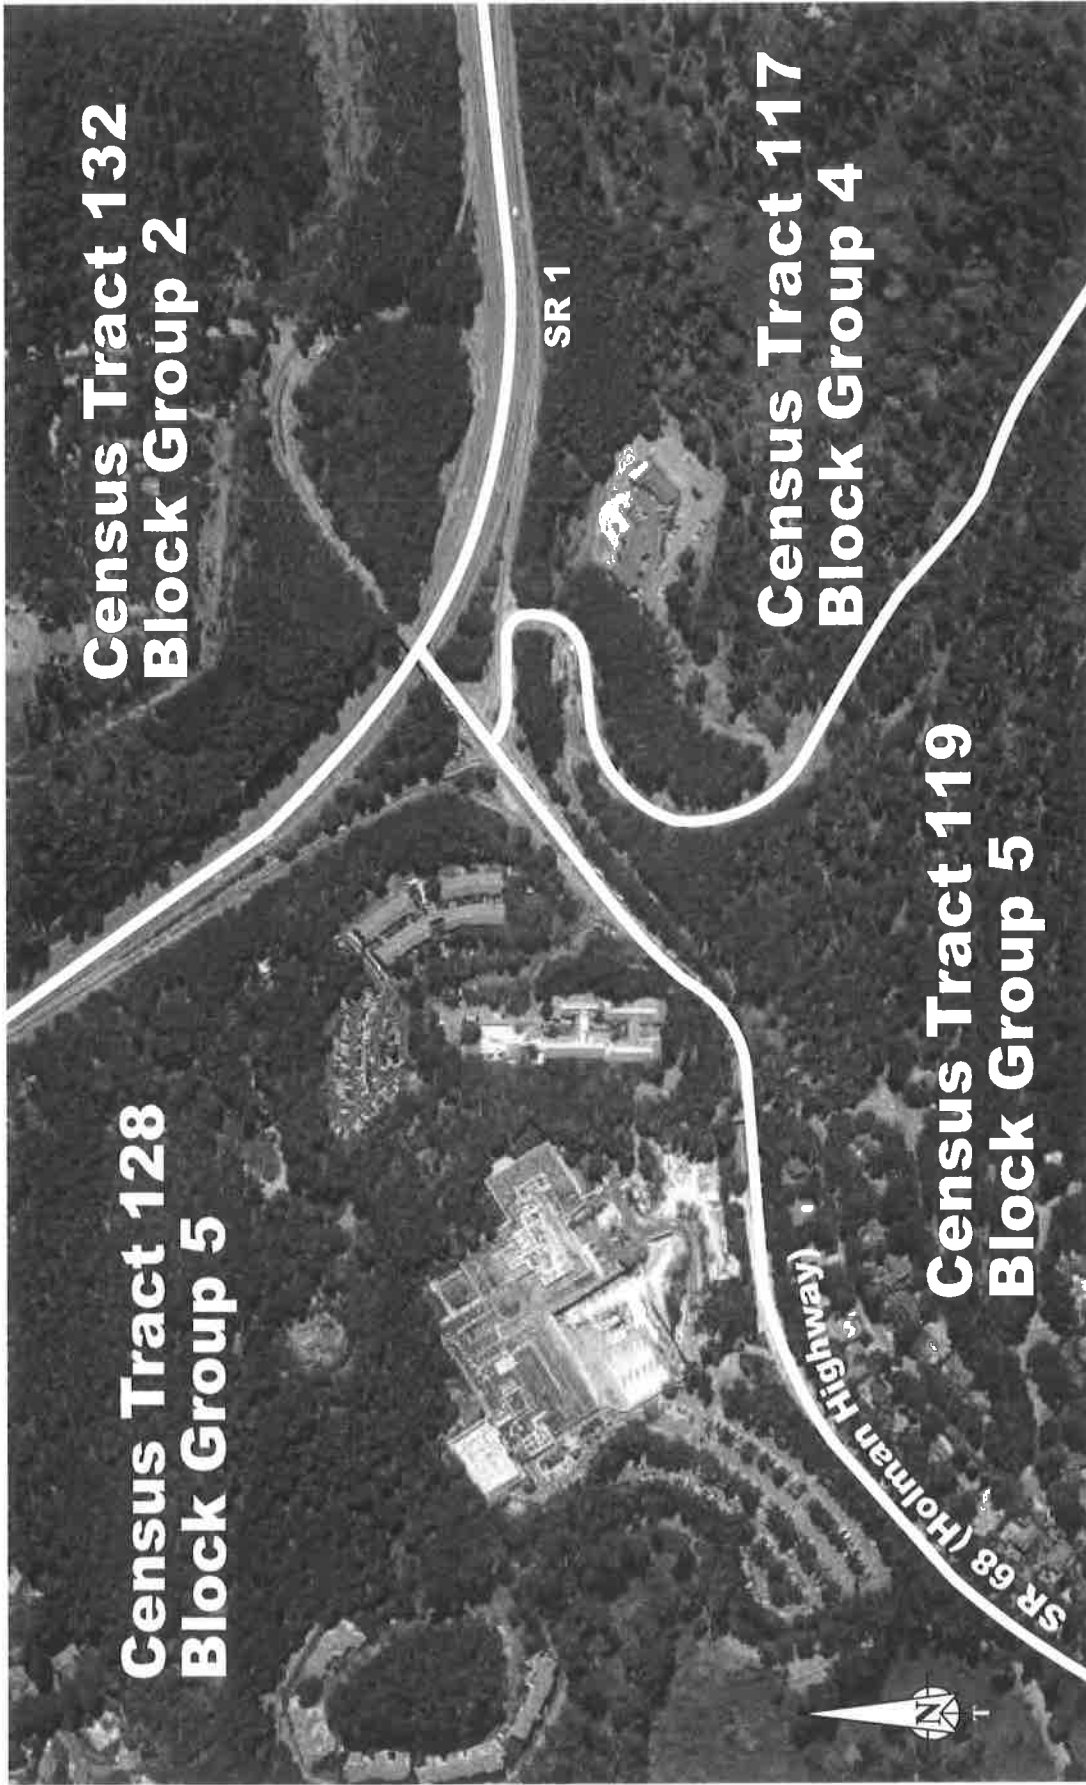 Census Tract 132
Block Group 2
Census Tract 128
Block Group 5
SR 1
Census Tract 117
Block Group 4
Census Tract 119
Block Group 5
SR 68 (Holman Highway)
N
T